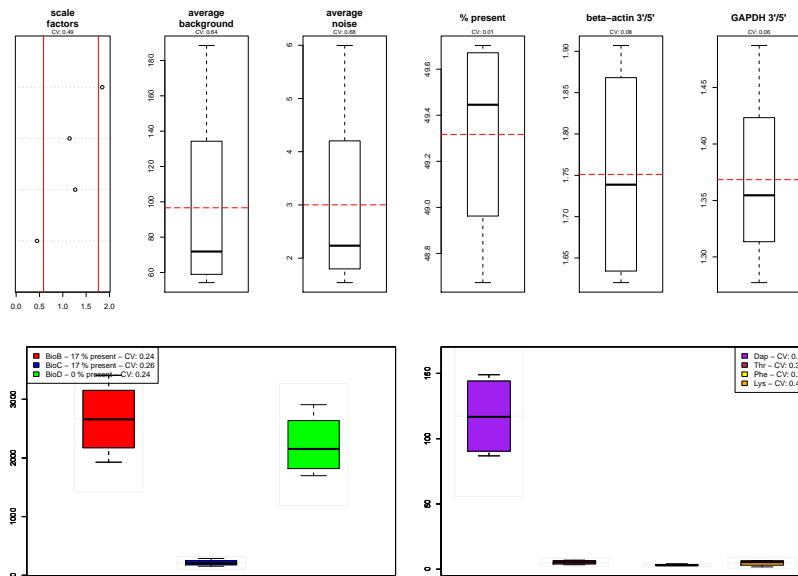 scale
factors
CV: 0.49
average
background
CV: 0.64
average
noise
CV: 0.68
% present
CV: 0.01
beta−actin 3'/5'
CV: 0.08
GAPDH 3'/5'
CV: 0.06
0.0 0.5 1.0 1.5 2.0
60 80 100 120 140 160 180
2 3 4 5 6
48.8 49.0 49.2 49.4 49.6
1.65 1.70 1.75 1.80 1.85 1.90
1.30 1.35 1.40 1.45
BioB − 17 % present − CV: 0.24
BioC − 17 % present − CV: 0.26
BioD − 0 % present − CV: 0.24
0 1000 2000 3000
Dap − CV: 0.
Thr − CV: 0.3
Phe − CV: 0.
Lys − CV: 0.4
0 50 100 150